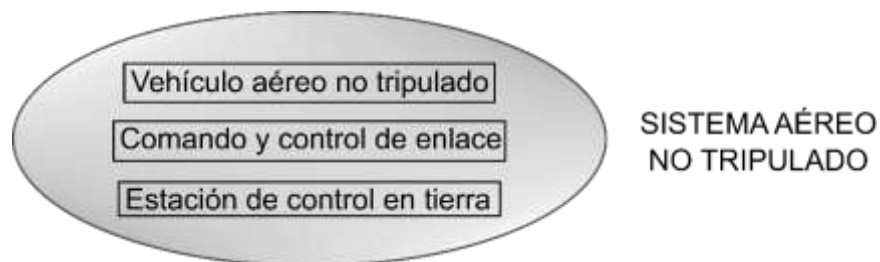 Vehículo aéreo no tripulado
Comando y control de enlace
Estación de control en tierra
SISTEMA AÉREO
NO TRIPULADO